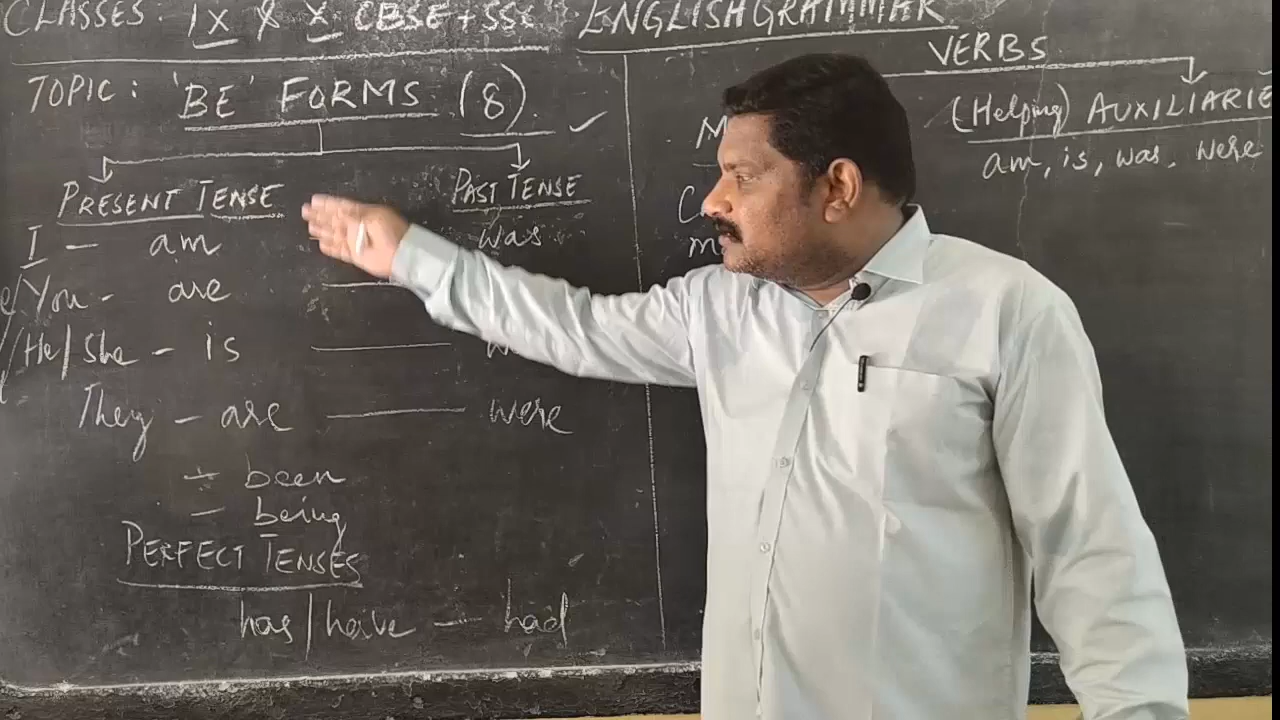 CLASSES: IX & X CBSE + SSC ENGLISH GRAMMAR
TOPIC: 'BE' FORMS (8)
PRESENT TENSE PAST TENSE
I - am was
You - are
He/She - is
They - are were
been
- being
PERFECT TENSES
has/have - had
VERBS
(Helping) AUXILIARIE
am, is, was, were